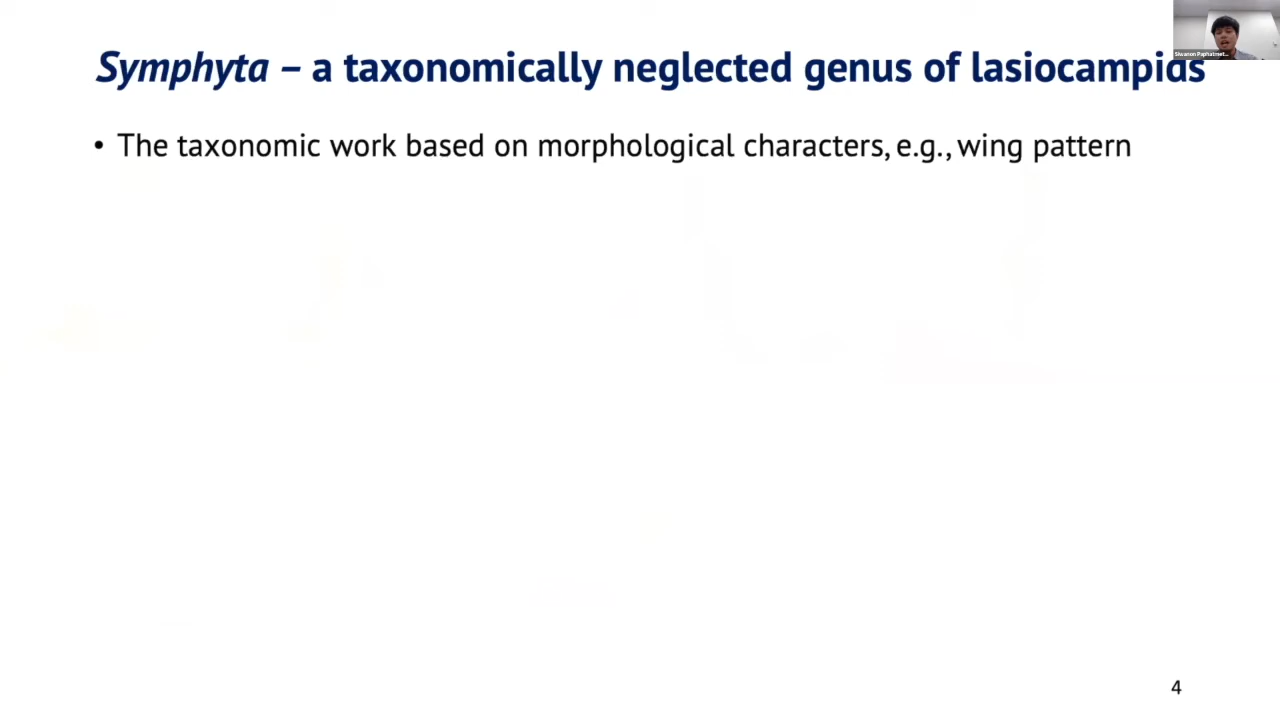 Symphyta – a taxonomically neglected genus of lasiocampids
• The taxonomic work based on morphological characters, e.g., wing pattern
4